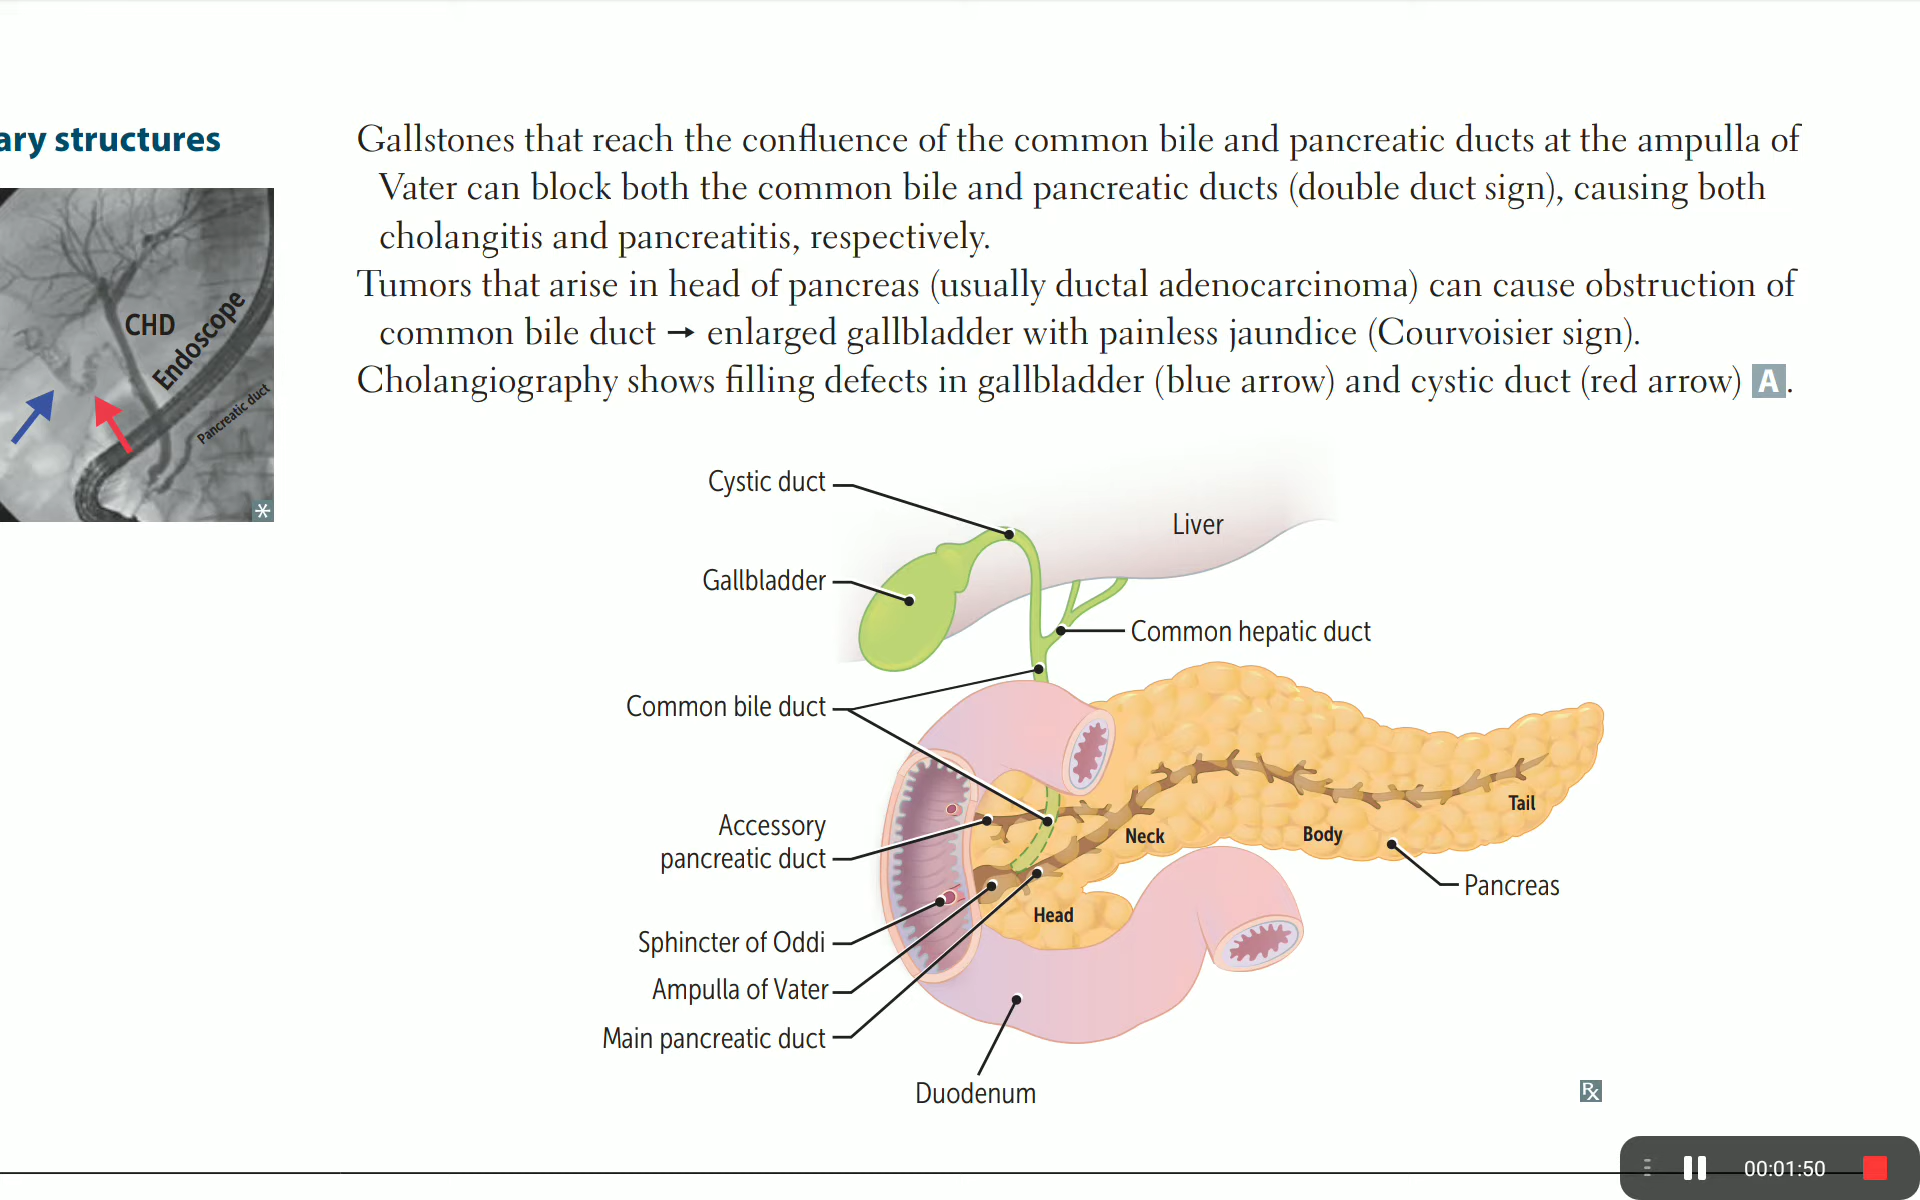 ary structures
Gallstones that reach the confluence of the common bile and pancreatic ducts at the ampulla of
Vater can block both the common bile and pancreatic ducts (double duct sign), causing both
cholangitis and pancreatitis, respectively.
Tumors that arise in head of pancreas (usually ductal adenocarcinoma) can cause obstruction of
common bile duct → enlarged gallbladder with painless jaundice (Courvoisier sign).
Cholangiography shows filling defects in gallbladder (blue arrow) and cystic duct (red arrow) A.
CHD
Endoscope
Pancreatic duct
*
Cystic duct
Liver
Gallbladder
Common hepatic duct
Common bile duct
Tail
Accessory
pancreatic duct
Neck
Body
Pancreas
Head
Sphincter of Oddi
Ampulla of Vater
Main pancreatic duct
Duodenum
Rx
00:01:50